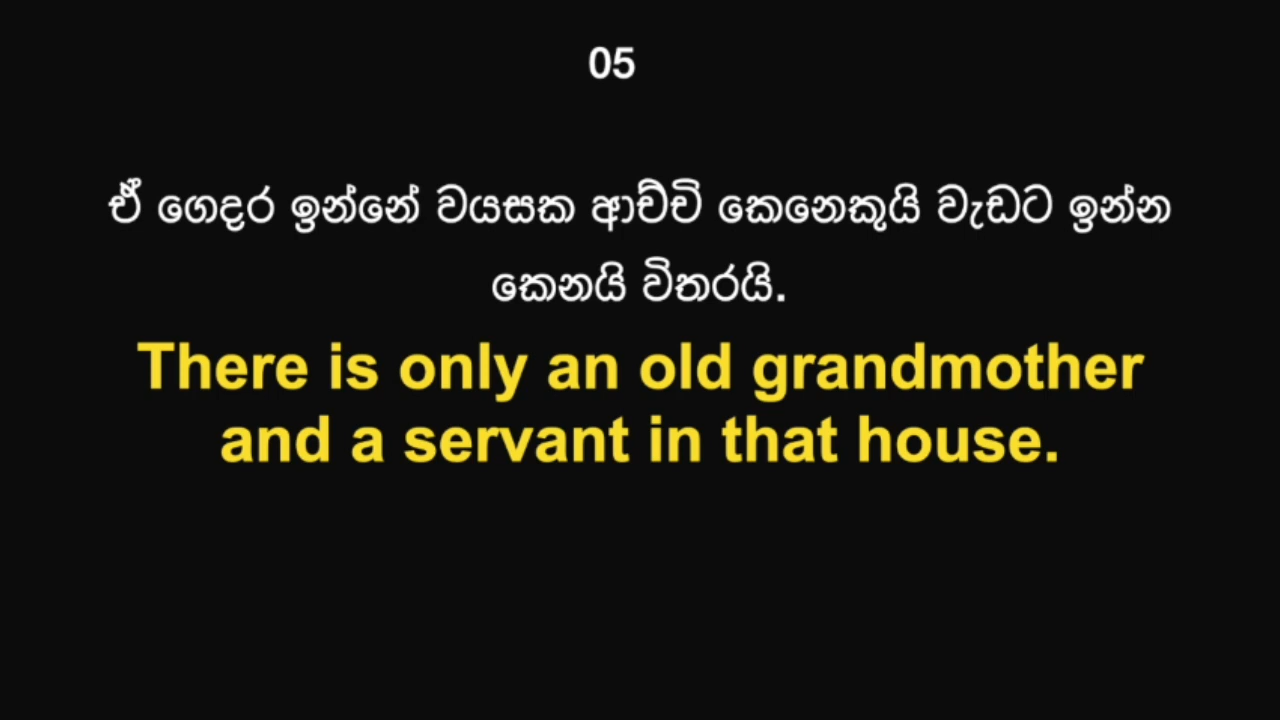 05
ඒ ගෙදර ඉන්නේ වයසක ආච්චි කෙනෙකුයි වැඩට ඉන්න
කෙනයි විතරයි.
There is only an old grandmother
and a servant in that house.